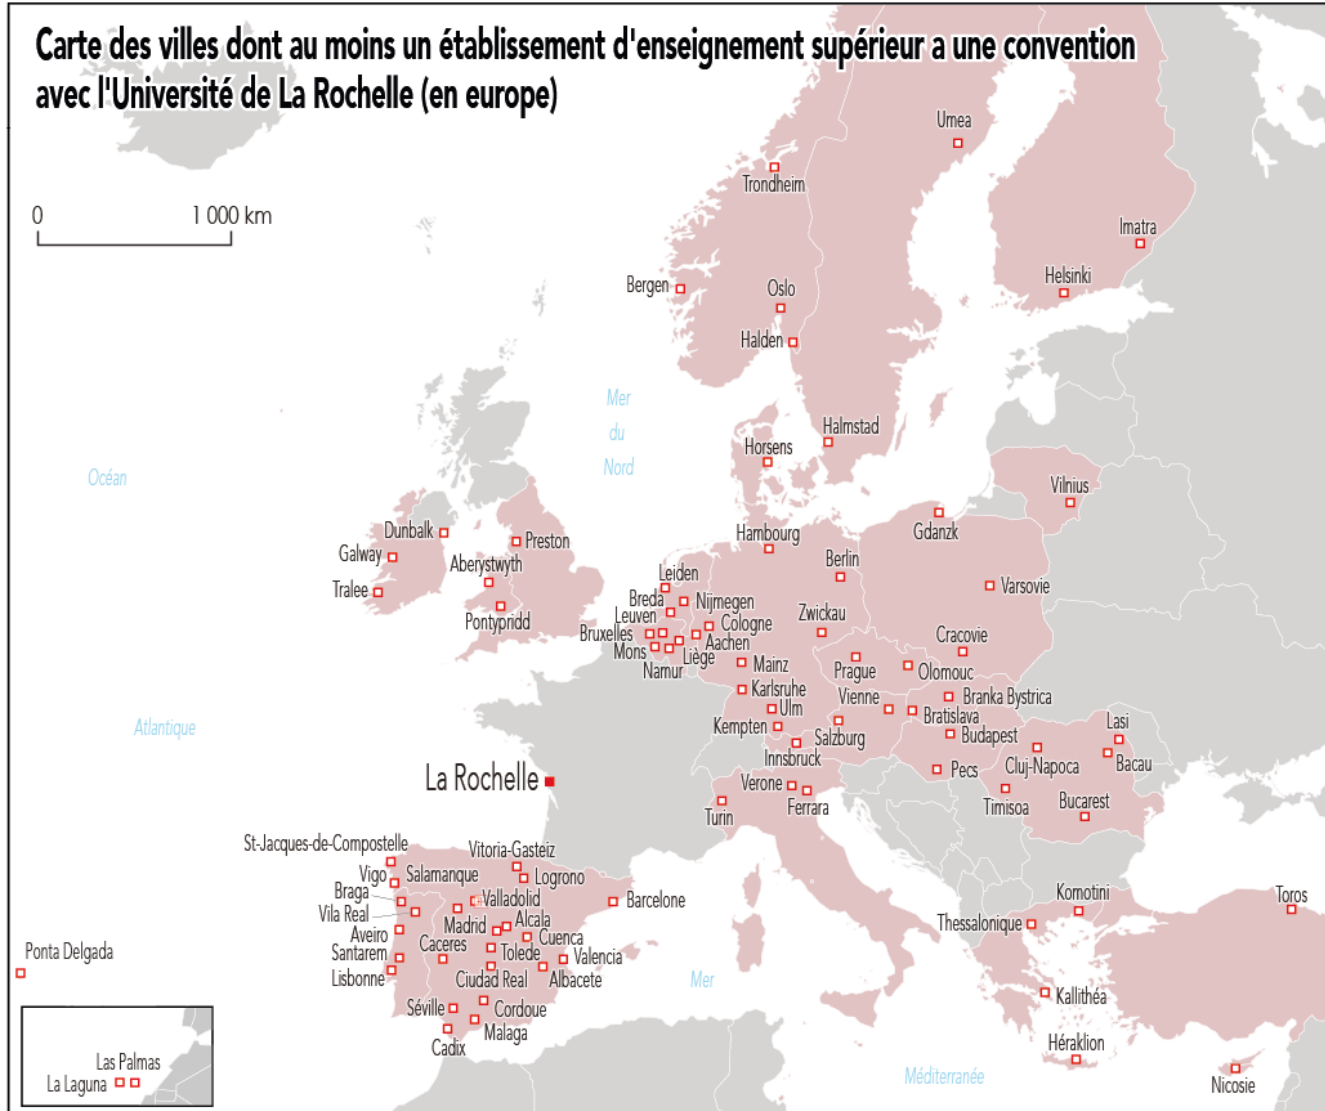 Carte des villes dont au moins un établissement d'enseignement supérieur a une convention
avec l'Université de La Rochelle (en europe)
0 1 000 km
Umea
Trondheim
Imatra
Helsinki
Bergen
Oslo
Halden
Mer
du
Nord
Halmstad
Horsens
Océan
Vilnius
Gdanzk
Dunbalk
Preston
Hambourg
Galway
Aberystwyth
Berlin
Tralee
Leiden
Varsovie
Breda
Nijmegen
Pontypridd
Leuven
Cologne
Zwickau
Bruxelles
Aachen
Cracovie
Mons
Liège
Namur
Mainz
Prague
Olomouc
Karlsruhe
Vienne
Branka Bystrica
Ulm
Bratislava
Lasi
Atlantique
Kempten
Salzburg
Budapest
Innsbruck
Cluj-Napoca
Bacau
Pecs
La Rochelle
Verone
Ferrara
Timisoa
Bucarest
Turin
St-Jacques-de-Compostelle
Vitoria-Gasteiz
Vigo
Salamanque
Logrono
Braga
Valladolid
Barcelone
Komotini
Toros
Vila Real
Madrid
Alcala
Thessalonique
Aveiro
Caceres
Cuenca
Ponta Delgada
Santarem
Tolede
Valencia
Lisbonne
Ciudad Real
Albacete
Mer
Kallithéa
Séville
Cordoue
Malaga
Cadix
Héraklion
Las Palmas
La Laguna
Méditerranée
Nicosie